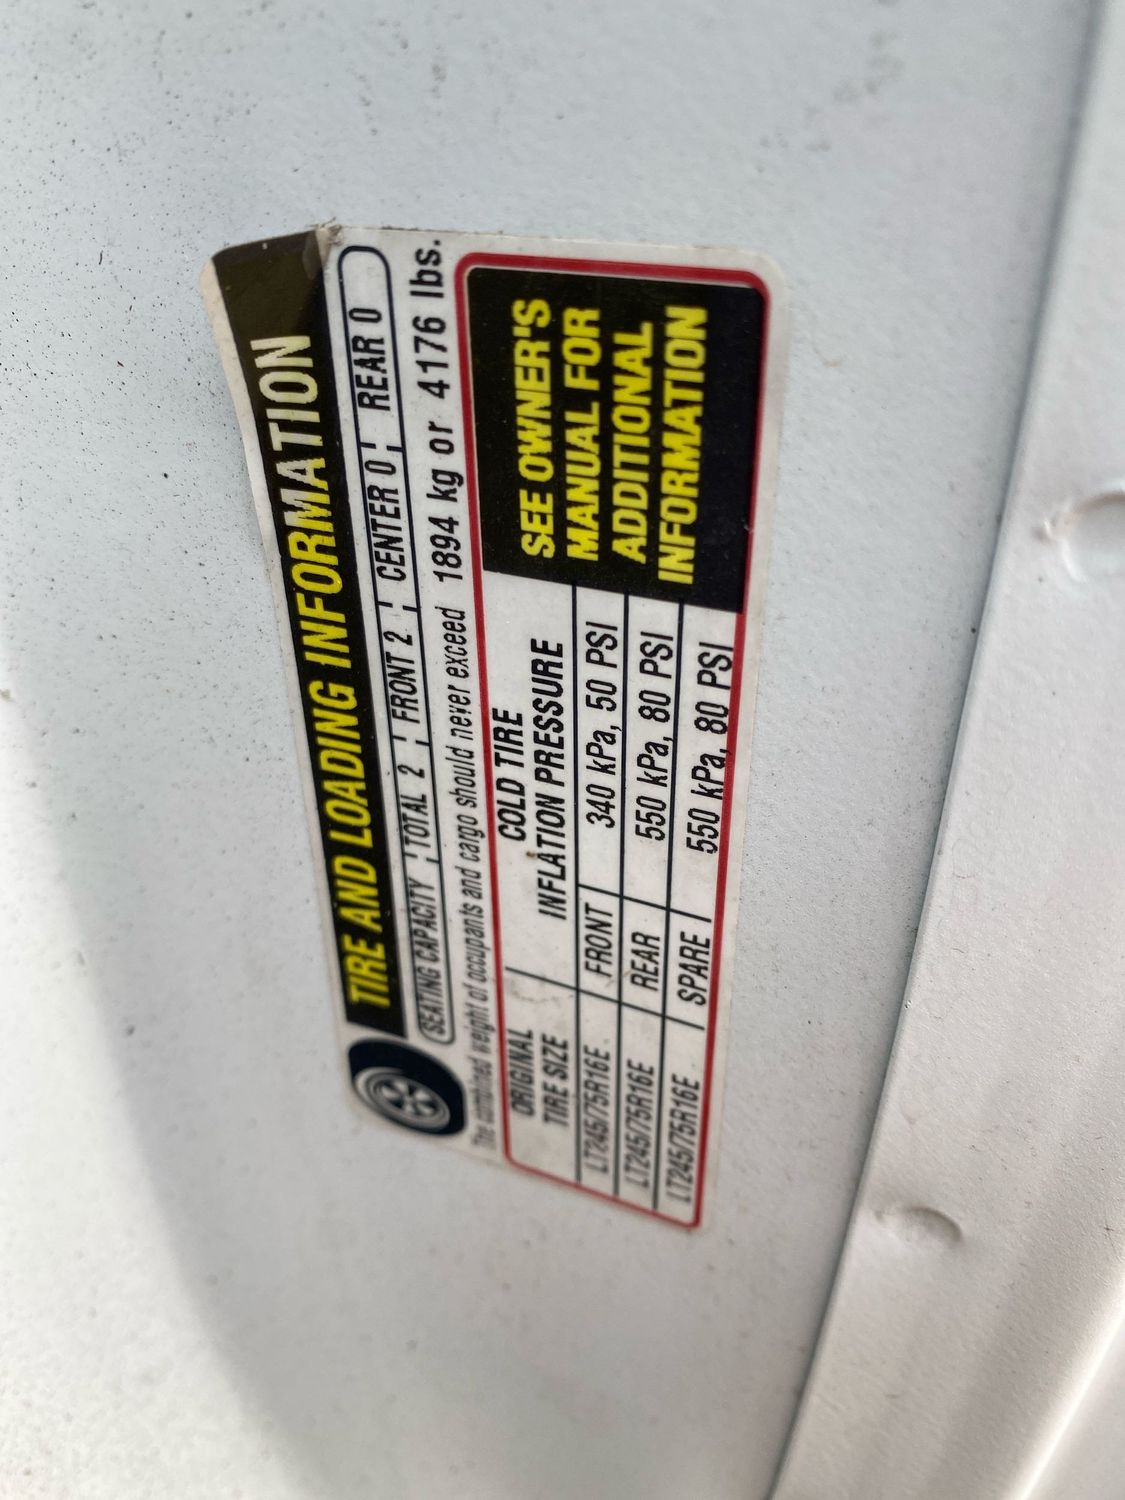 TIRE AND LOADING INFORMATION
SEATING CAPACITY TOTAL 2 FRONT 2 CENTER 0 REAR 0
The combined weight of occupants and cargo should never exceed 1894 kg or 4176 lbs.
ORIGINAL TIRE SIZE
COLD TIRE INFLATION PRESSURE
LT245/75R16E FRONT 340 kPa, 50 PSI
LT245/75R16E REAR 550 kPa, 80 PSI
LT245/75R16E SPARE 550 kPa, 80 PSI
SEE OWNER'S
MANUAL FOR
ADDITIONAL
INFORMATION